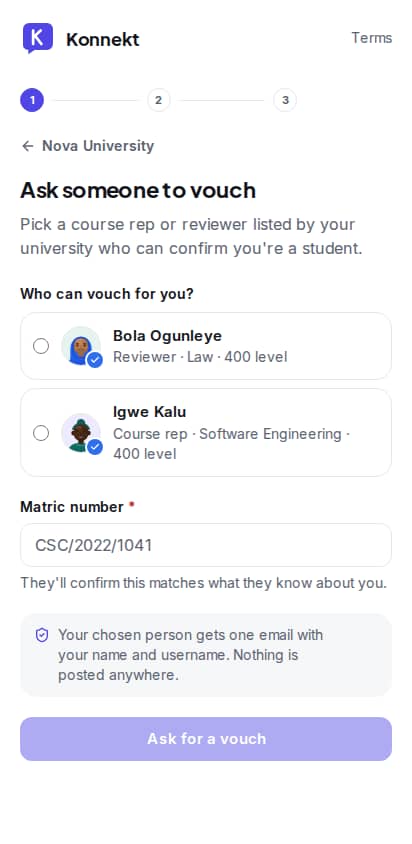 Konnekt
Terms
1
2
3
Nova University
Ask someone to vouch
Pick a course rep or reviewer listed by your
university who can confirm you're a student.
Who can vouch for you?
Bola Ogunleye
Reviewer · Law · 400 level
Igwe Kalu
Course rep · Software Engineering ·
400 level
Matric number *
CSC/2022/1041
They'll confirm this matches what they know about you.
Your chosen person gets one email with
your name and username. Nothing is
posted anywhere.
Ask for a vouch